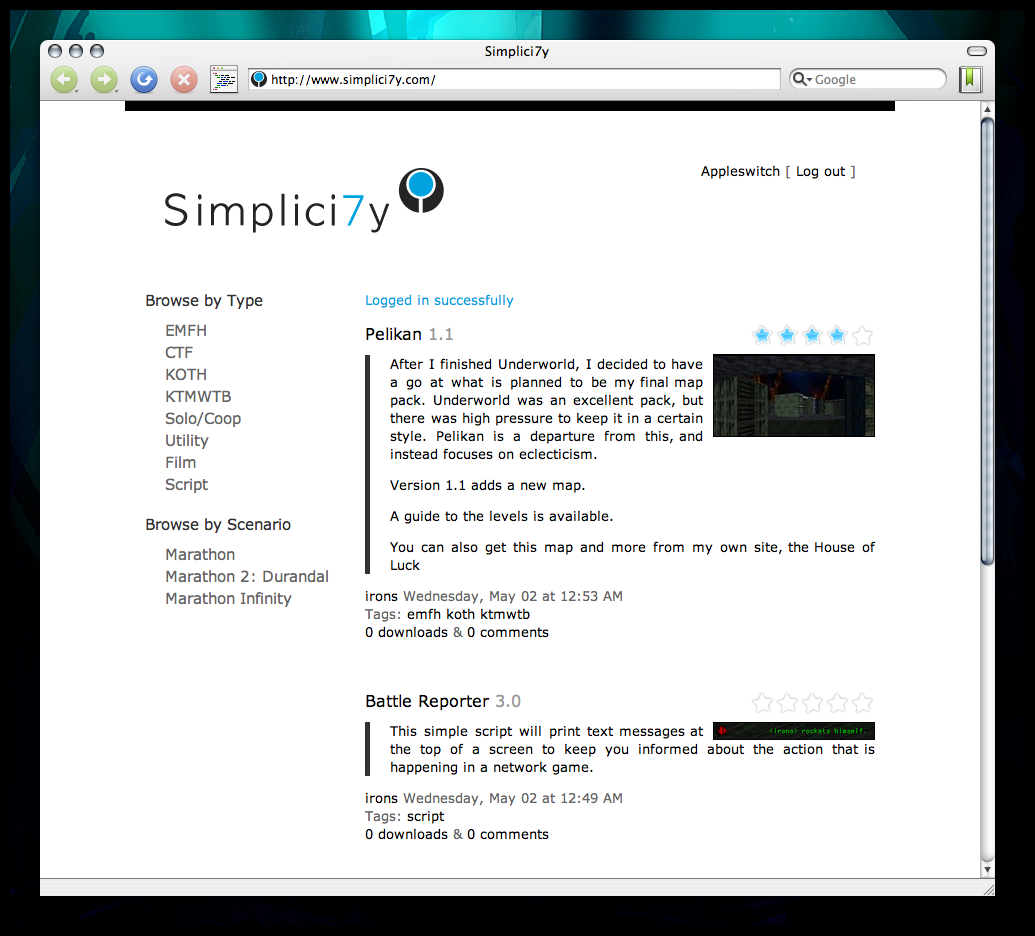 Simplici7y
http://www.simplici7y.com/
Google
Appleswitch [ Log out ]
Simplici7y
Browse by Type
EMFH
CTF
KOTH
KTMWTB
Solo/Coop
Utility
Film
Script
Browse by Scenario
Marathon
Marathon 2: Durandal
Marathon Infinity
Logged in successfully
Pelikan 1.1
After I finished Underworld, I decided to have
a go at what is planned to be my final map
pack. Underworld was an excellent pack, but
there was high pressure to keep it in a certain
style. Pelikan is a departure from this, and
instead focuses on eclecticism.
Version 1.1 adds a new map.
A guide to the levels is available.
You can also get this map and more from my own site, the House of
Luck
irons Wednesday, May 02 at 12:53 AM
Tags: emfh koth ktmwtb
0 downloads & 0 comments
Battle Reporter 3.0
This simple script will print text messages at
<irons> rockets himself.
the top of a screen to keep you informed about the action that is
happening in a network game.
irons Wednesday, May 02 at 12:49 AM
Tags: script
0 downloads & 0 comments